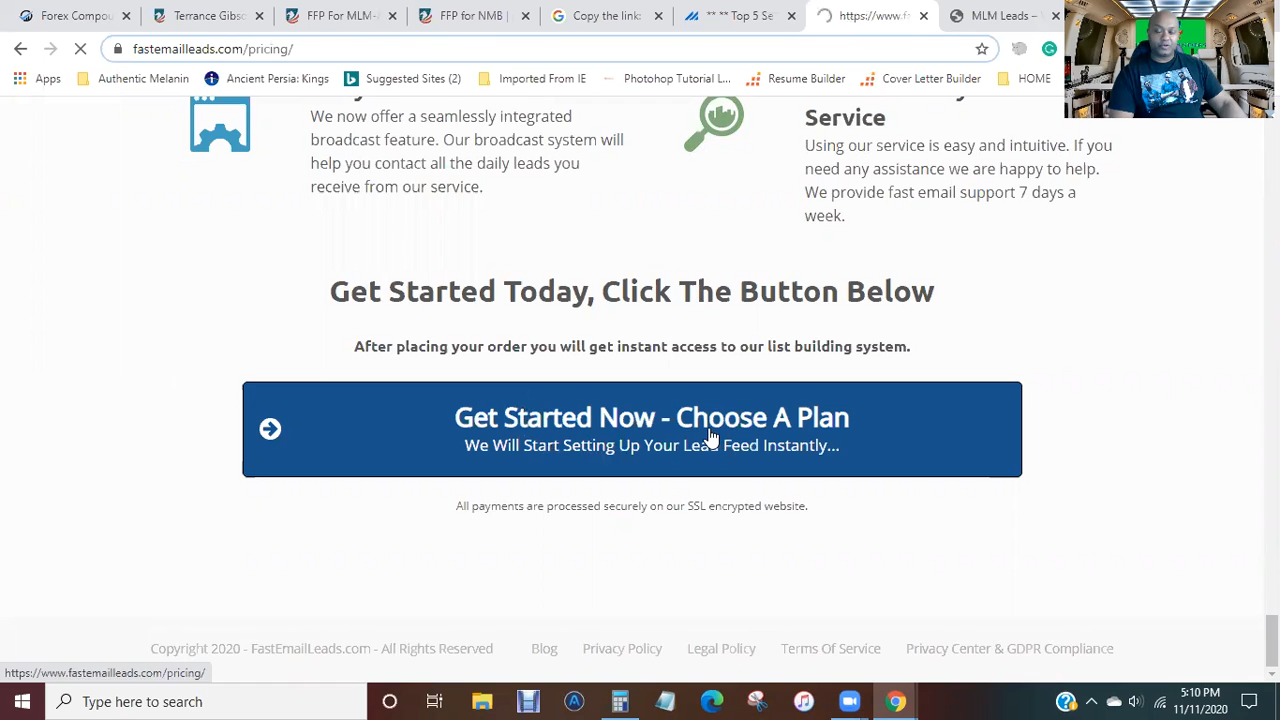 Forex Compou
Terrance Gibs
FFP For MLM-
for MLM-
Copy the link
** ** Top 5 Se
https://www.fa
MLM Leads – V
fastemailleads.com/pricing/
Apps
Authentic Melanin
Ancient Persia: Kings
Suggested Sites (2)
Imported From IE
Photohop Tutorial L...
Resume Builder
Cover Letter Builder
HOME
We now offer a seamlessly integrated
broadcast feature. Our broadcast system will
help you contact all the daily leads you
receive from our service.
Service
Using our service is easy and intuitive. If you
need any assistance we are happy to help.
We provide fast email support 7 days a
week.
Get Started Today, Click The Button Below
After placing your order you will get instant access to our list building system.
Get Started Now - Choose A Plan
We Will Start Setting Up Your Lead Feed Instantly...
All payments are processed securely on our SSL encrypted website.
Copyright 2020 - FastEmailLeads.com - All Rights Reserved
Blog
Privacy Policy
Legal Policy
Terms Of Service
Privacy Center & GDPR Compliance
https://www.fastemailleads.com/pricing/
Type here to search
5:10 PM
11/11/2020